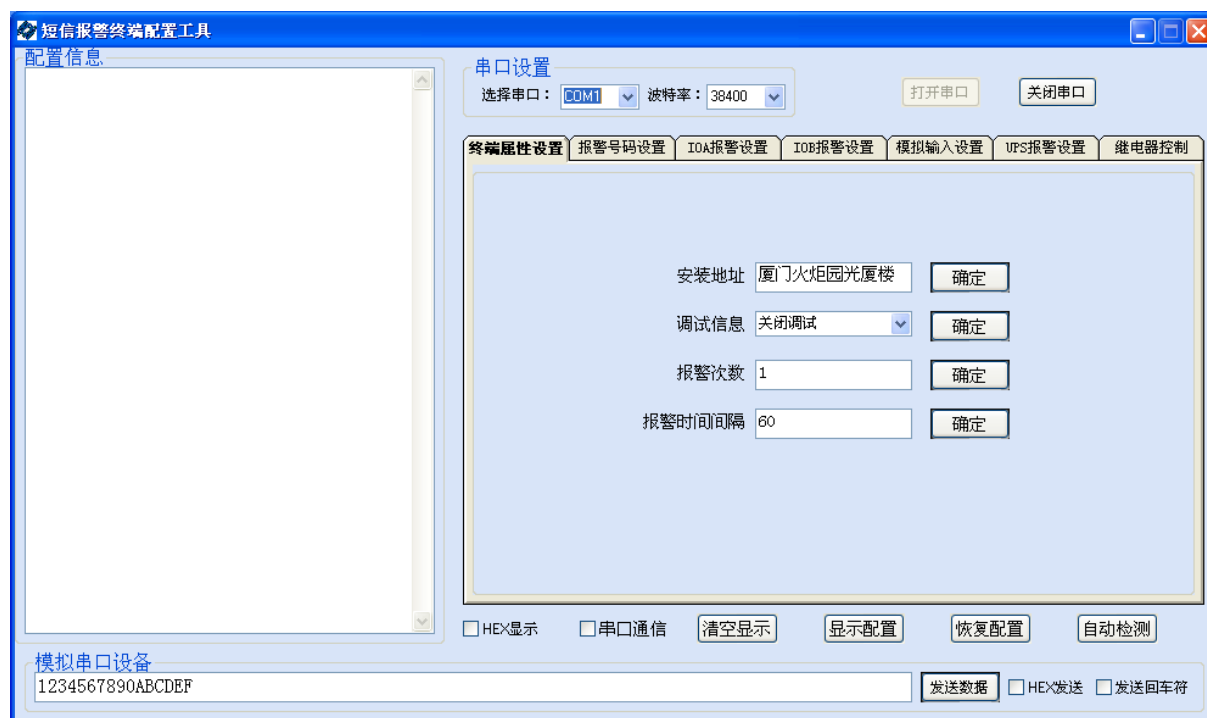 短信报警终端配置工具
配置信息
串口设置
选择串口： COM1 波特率： 38400 打开串口 关闭串口
终端属性设置 报警号码设置 IOA报警设置 IOB报警设置 模拟输入设置 UPS报警设置 继电器控制
安装地址 厦门火炬园光厦楼 确定
调试信息 关闭调试 确定
报警次数 1 确定
报警时间间隔 60 确定
HEX显示 串口通信 清空显示 显示配置 恢复配置 自动检测
模拟串口设备
1234567890ABCDEF 发送数据 HEX发送 发送回车符